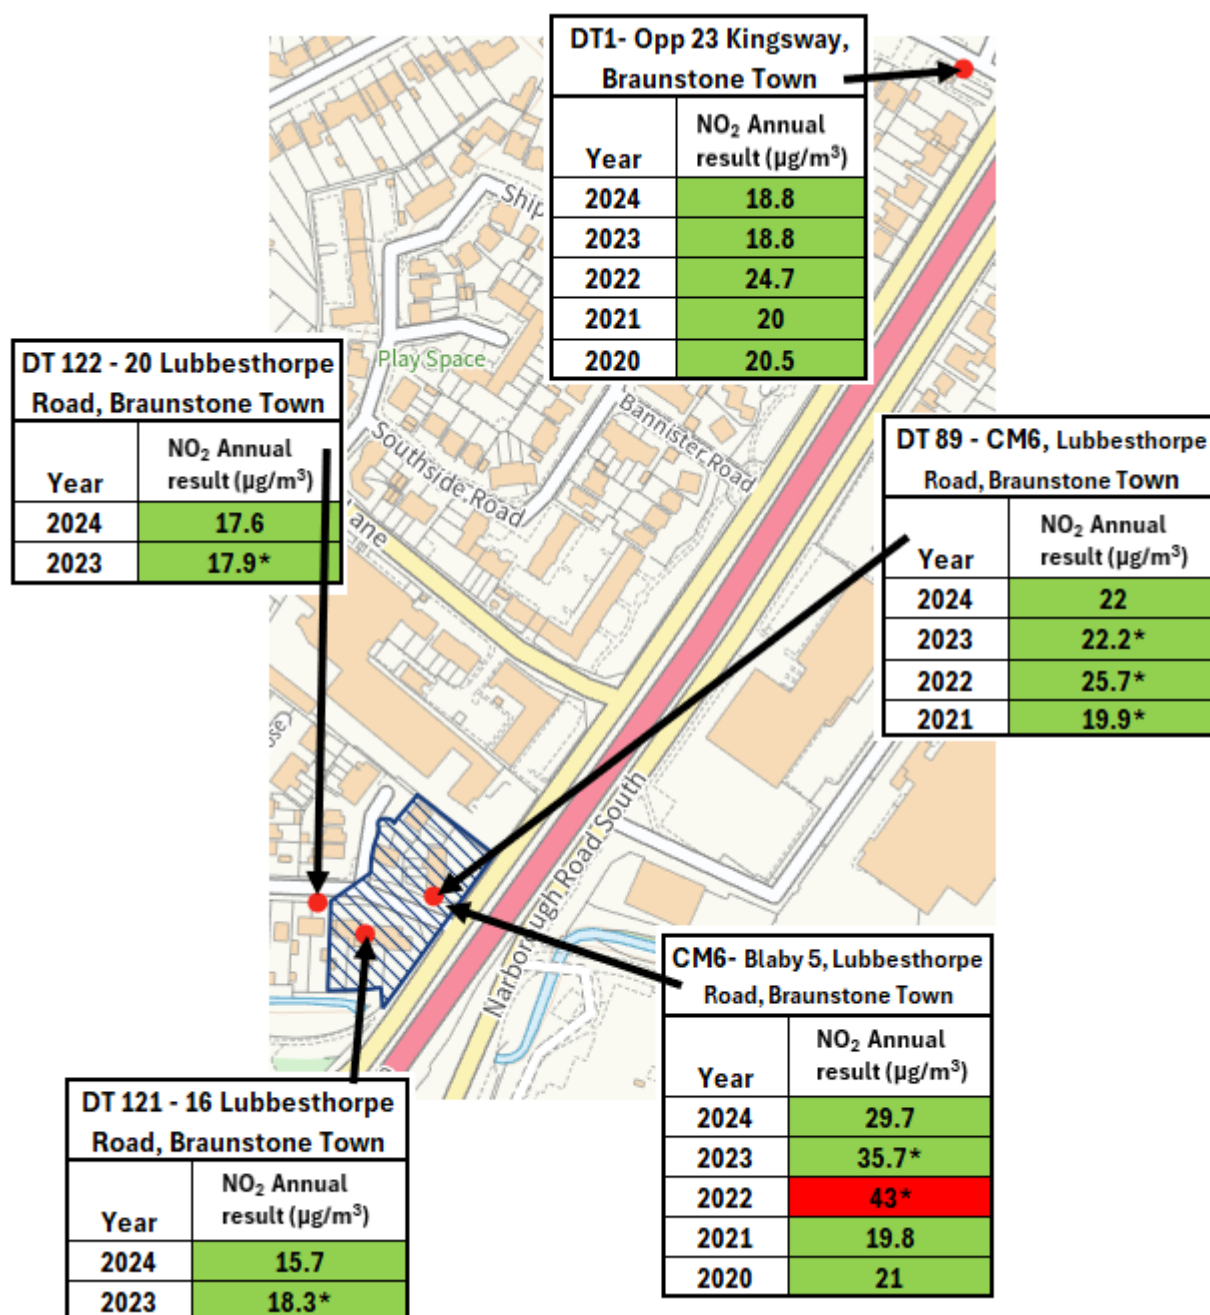 DT1- Opp 23 Kingsway,
Braunstone Town
Year NO₂ Annual
result (µg/m³)
2024 18.8
2023 18.8
2022 24.7
2021 20
2020 20.5
Ship
Play Space
Bannister Road
Southside Road
Lane
DT 122 - 20 Lubbesthorpe
Road, Braunstone Town
Year NO₂ Annual
result (µg/m³)
2024 17.6
2023 17.9*
DT 89 - CM6, Lubbesthorpe
Road, Braunstone Town
Year NO₂ Annual
result (µg/m³)
2024 22
2023 22.2*
2022 25.7*
2021 19.9*
Narborough Road South
CM6- Blaby 5, Lubbesthorpe
Road, Braunstone Town
Year NO₂ Annual
result (µg/m³)
2024 29.7
2023 35.7*
2022 43*
2021 19.8
2020 21
DT 121 - 16 Lubbesthorpe
Road, Braunstone Town
Year NO₂ Annual
result (µg/m³)
2024 15.7
2023 18.3*